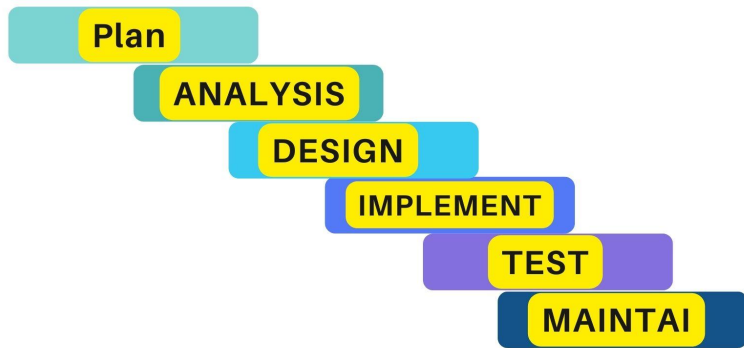 Plan
ANALYSIS
DESIGN
IMPLEMENT
TEST
MAINTAI